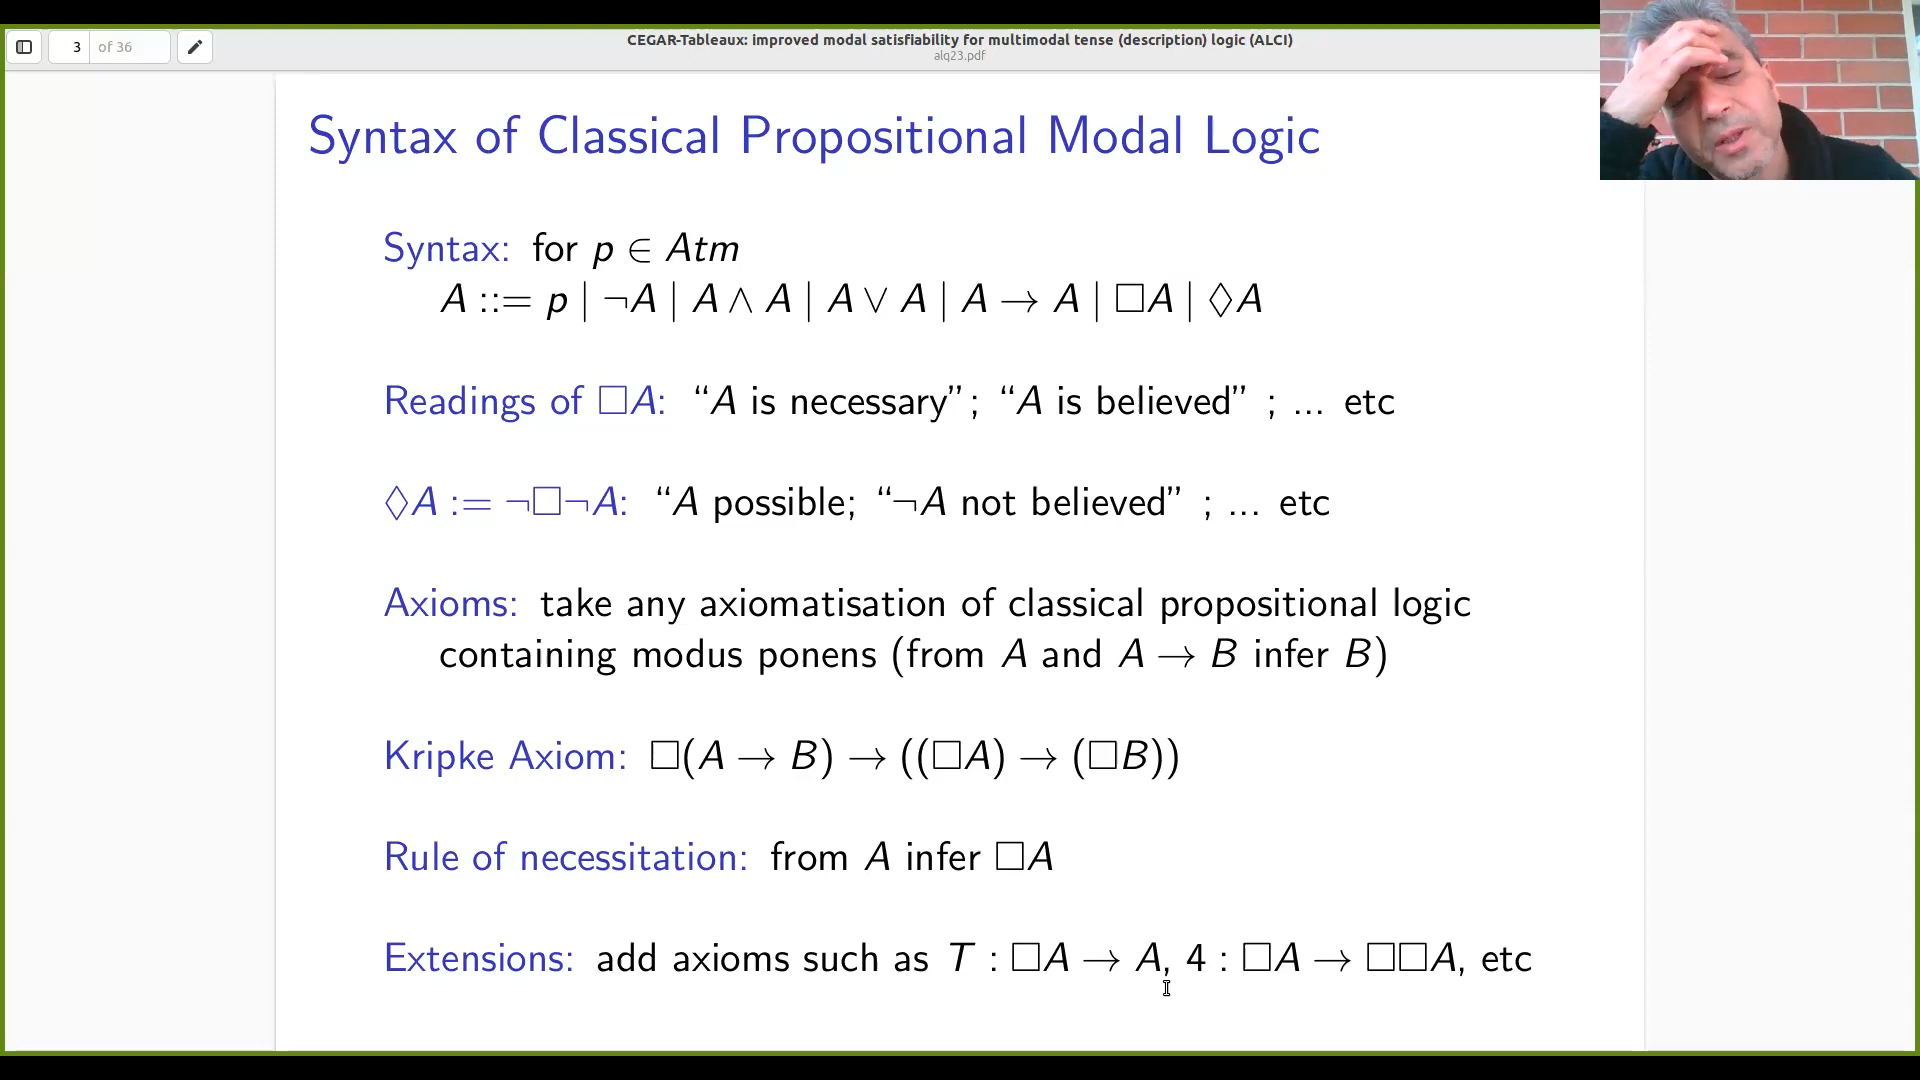 3 of 36
CEGAR-Tableaux: improved modal satisfiability for multimodal tense (description) logic (ALCI)
alq23.pdf
Syntax of Classical Propositional Modal Logic
Syntax: for p ∈ Atm
A ::= p | ¬A | A ∧ A | A ∨ A | A → A | □A | ◇A
Readings of □A: “A is necessary”; “A is believed” ; ... etc
◇A := ¬□¬A: “A possible; “¬A not believed” ; ... etc
Axioms: take any axiomatisation of classical propositional logic
containing modus ponens (from A and A → B infer B)
Kripke Axiom: □(A → B) → ((□A) → (□B))
Rule of necessitation: from A infer □A
Extensions: add axioms such as T : □A → A, 4 : □A → □□A, etc